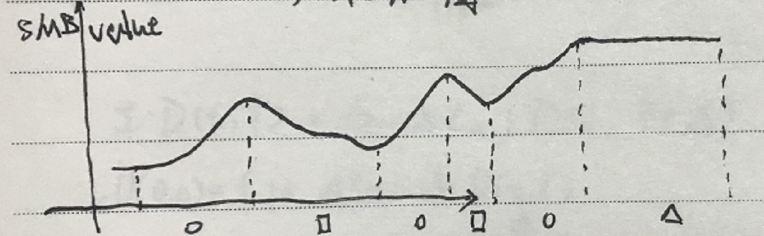 SMB value
○ □ ○ □ ○ △